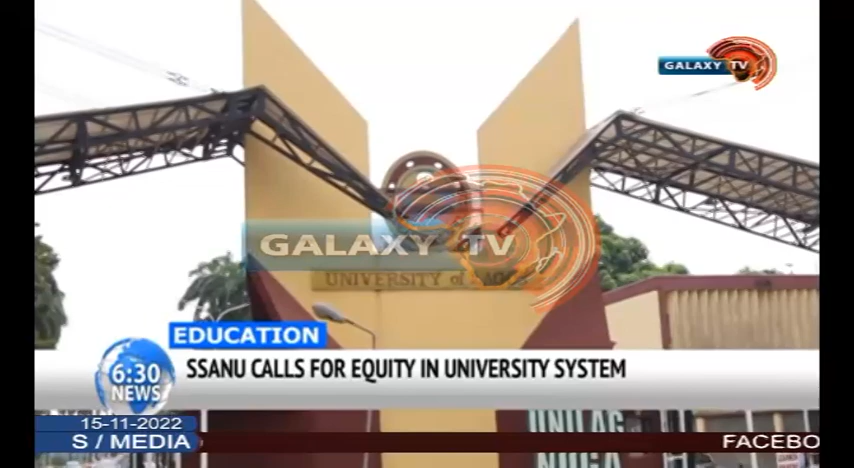 GALAXY TV
GALAXY TV
UNIVERSITY of LAGOS
EDUCATION
SSANU CALLS FOR EQUITY IN UNIVERSITY SYSTEM
6:30
NEWS
15-11-2022
S / MEDIA
FACEBO
UNILAG